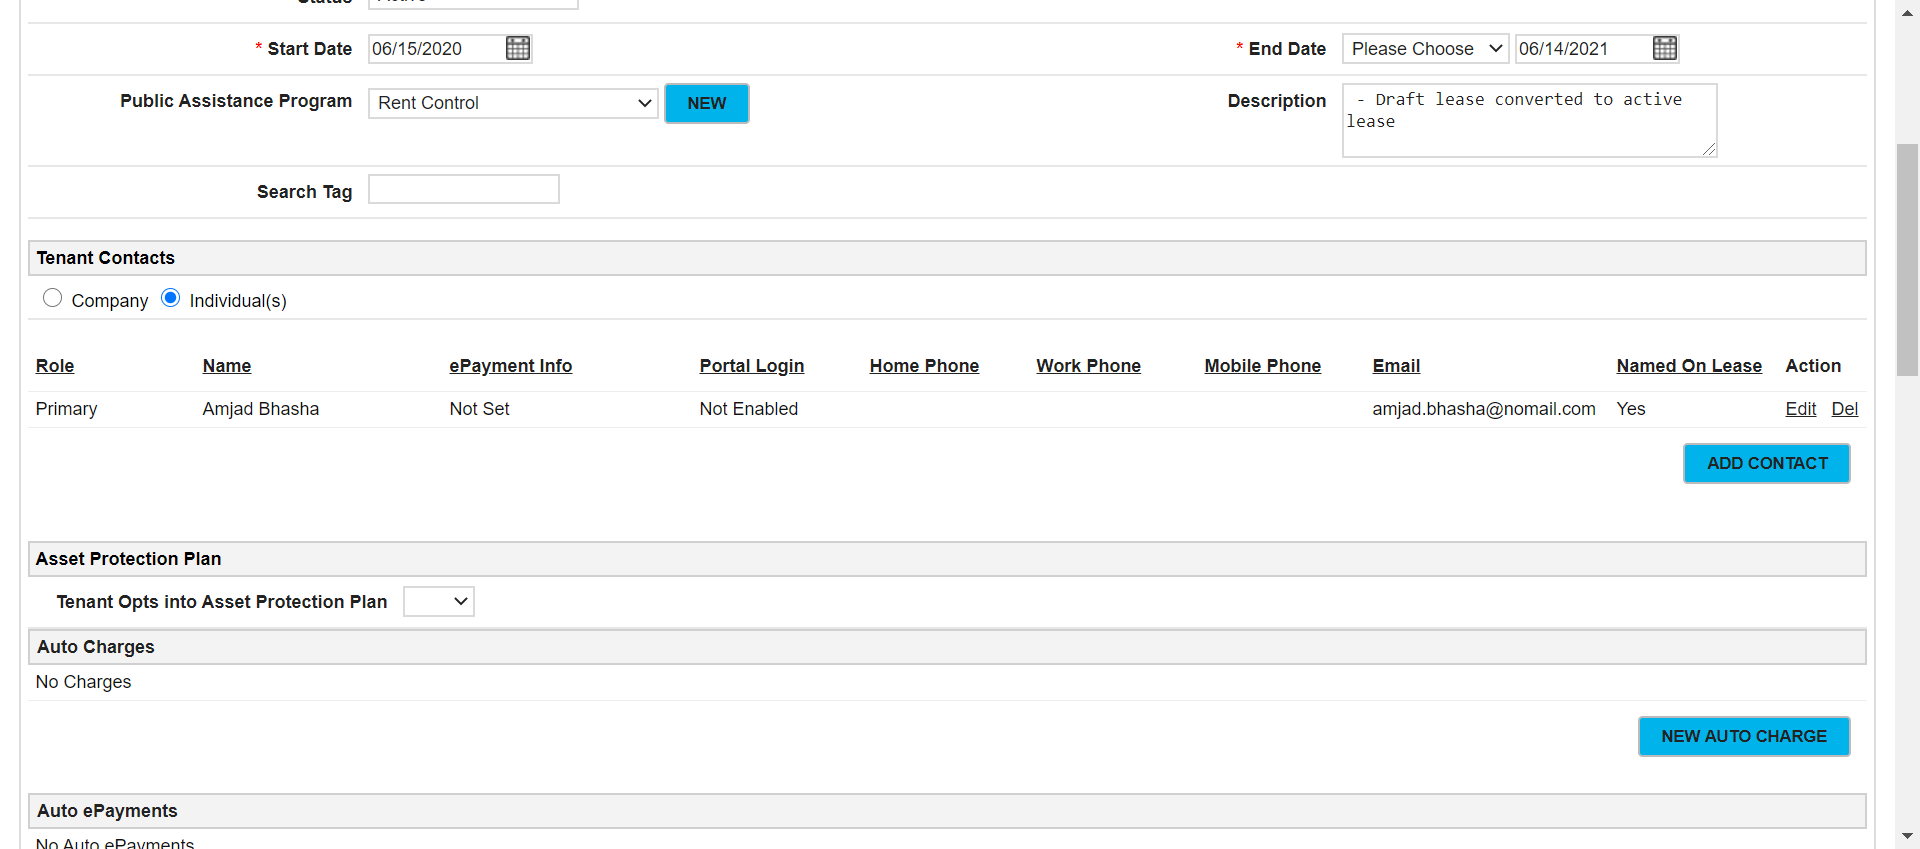 Status Active
* Start Date 06/15/2020 * End Date Please Choose 06/14/2021
Public Assistance Program Rent Control NEW Description - Draft lease converted to active
lease
Search Tag
Tenant Contacts
Company Individual(s)
Role Name ePayment Info Portal Login Home Phone Work Phone Mobile Phone Email Named On Lease Action
Primary Amjad Bhasha Not Set Not Enabled amjad.bhasha@nomail.com Yes Edit Del
ADD CONTACT
Asset Protection Plan
Tenant Opts into Asset Protection Plan
Auto Charges
No Charges
NEW AUTO CHARGE
Auto ePayments
No Auto ePayments